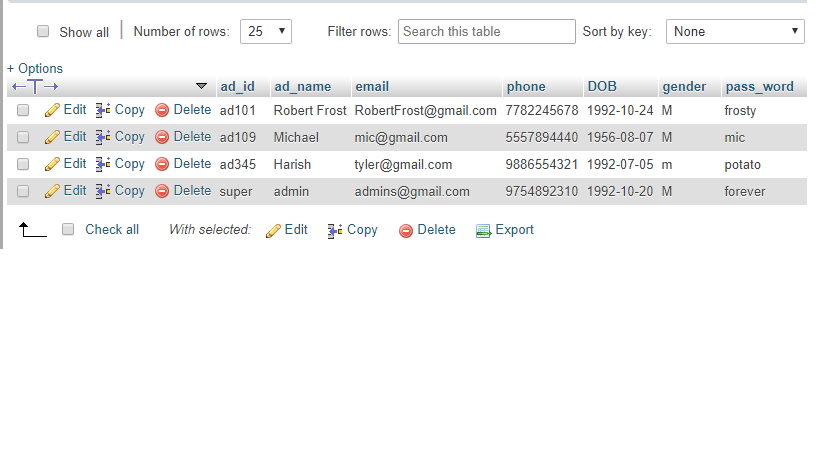 Show all | Number of rows: 25 Filter rows: Search this table Sort by key: None
+ Options
←T→ ad_id ad_name email phone DOB gender pass_word
Edit Copy Delete ad101 Robert Frost RobertFrost@gmail.com 7782245678 1992-10-24 M frosty
Edit Copy Delete ad109 Michael mic@gmail.com 5557894440 1956-08-07 M mic
Edit Copy Delete ad345 Harish tyler@gmail.com 9886554321 1992-07-05 m potato
Edit Copy Delete super admin admins@gmail.com 9754892310 1992-10-20 M forever
Check all With selected: Edit Copy Delete Export